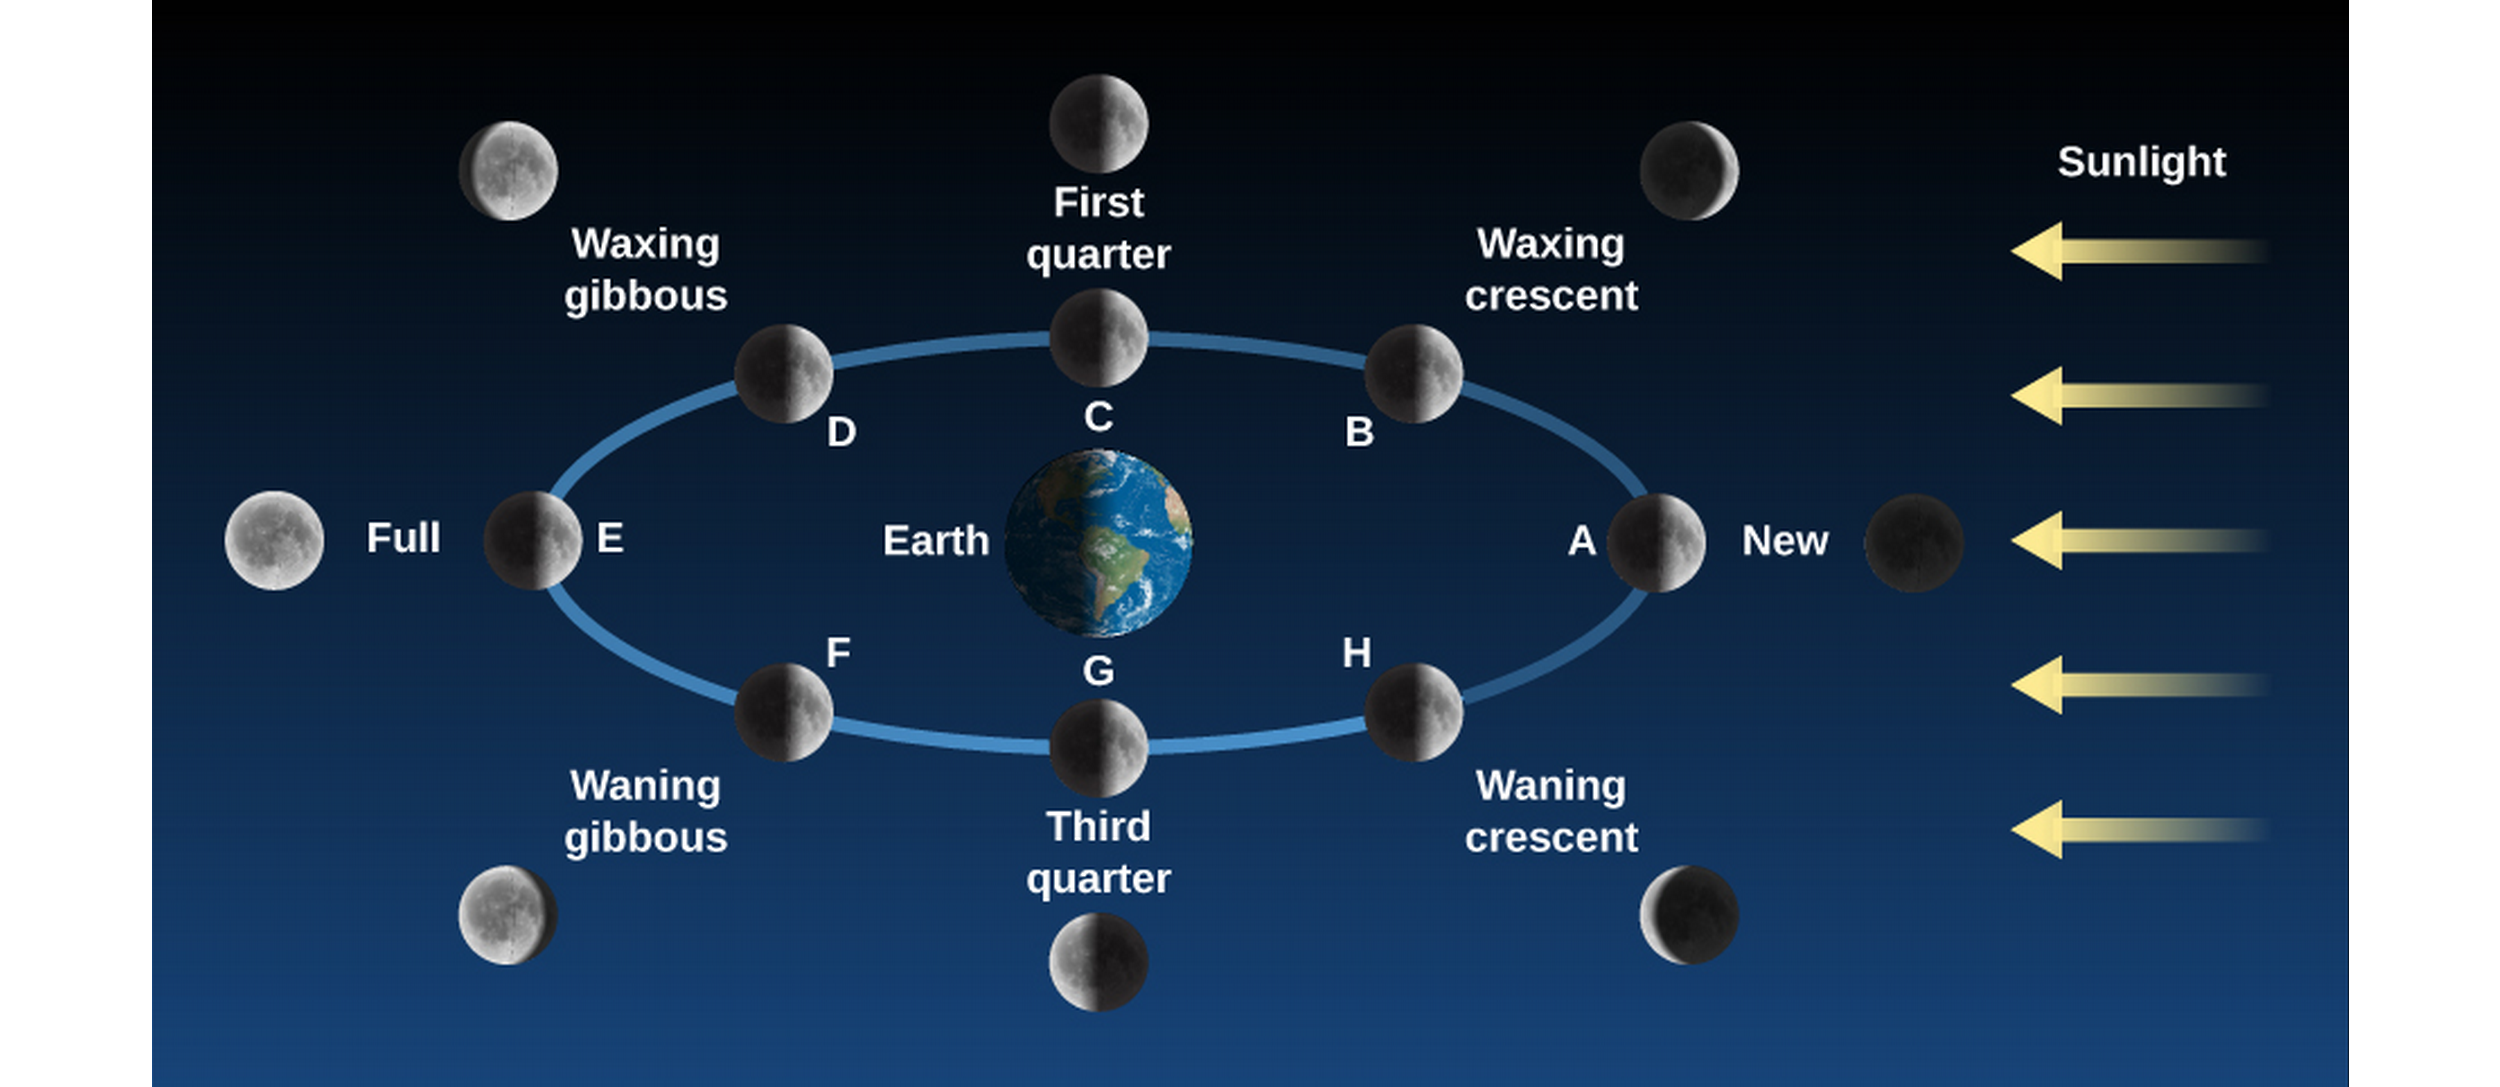 Sunlight
First
quarter
Waxing
gibbous
Waxing
crescent
C
D
B
Full
E
Earth
A
New
F
G
H
Waning
gibbous
Third
quarter
Waning
crescent